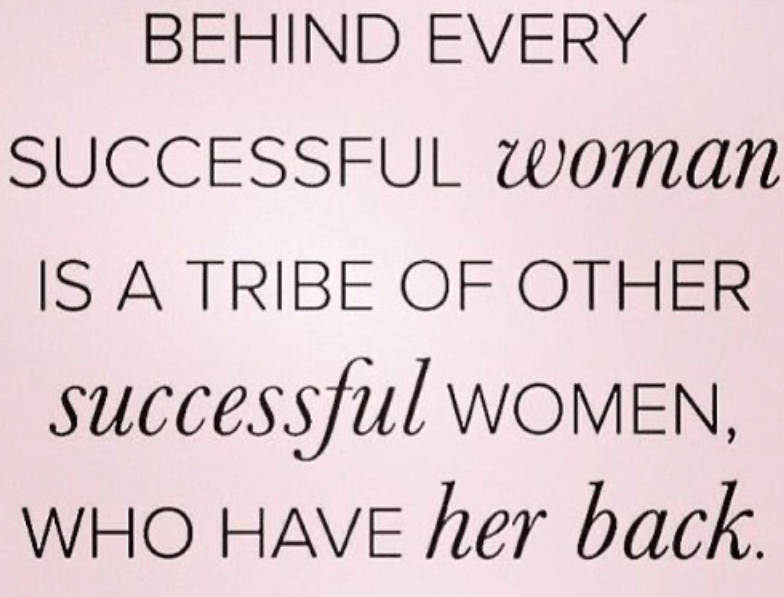 BEHIND EVERY
SUCCESSFUL woman
IS A TRIBE OF OTHER
successful WOMEN,
WHO HAVE her back.